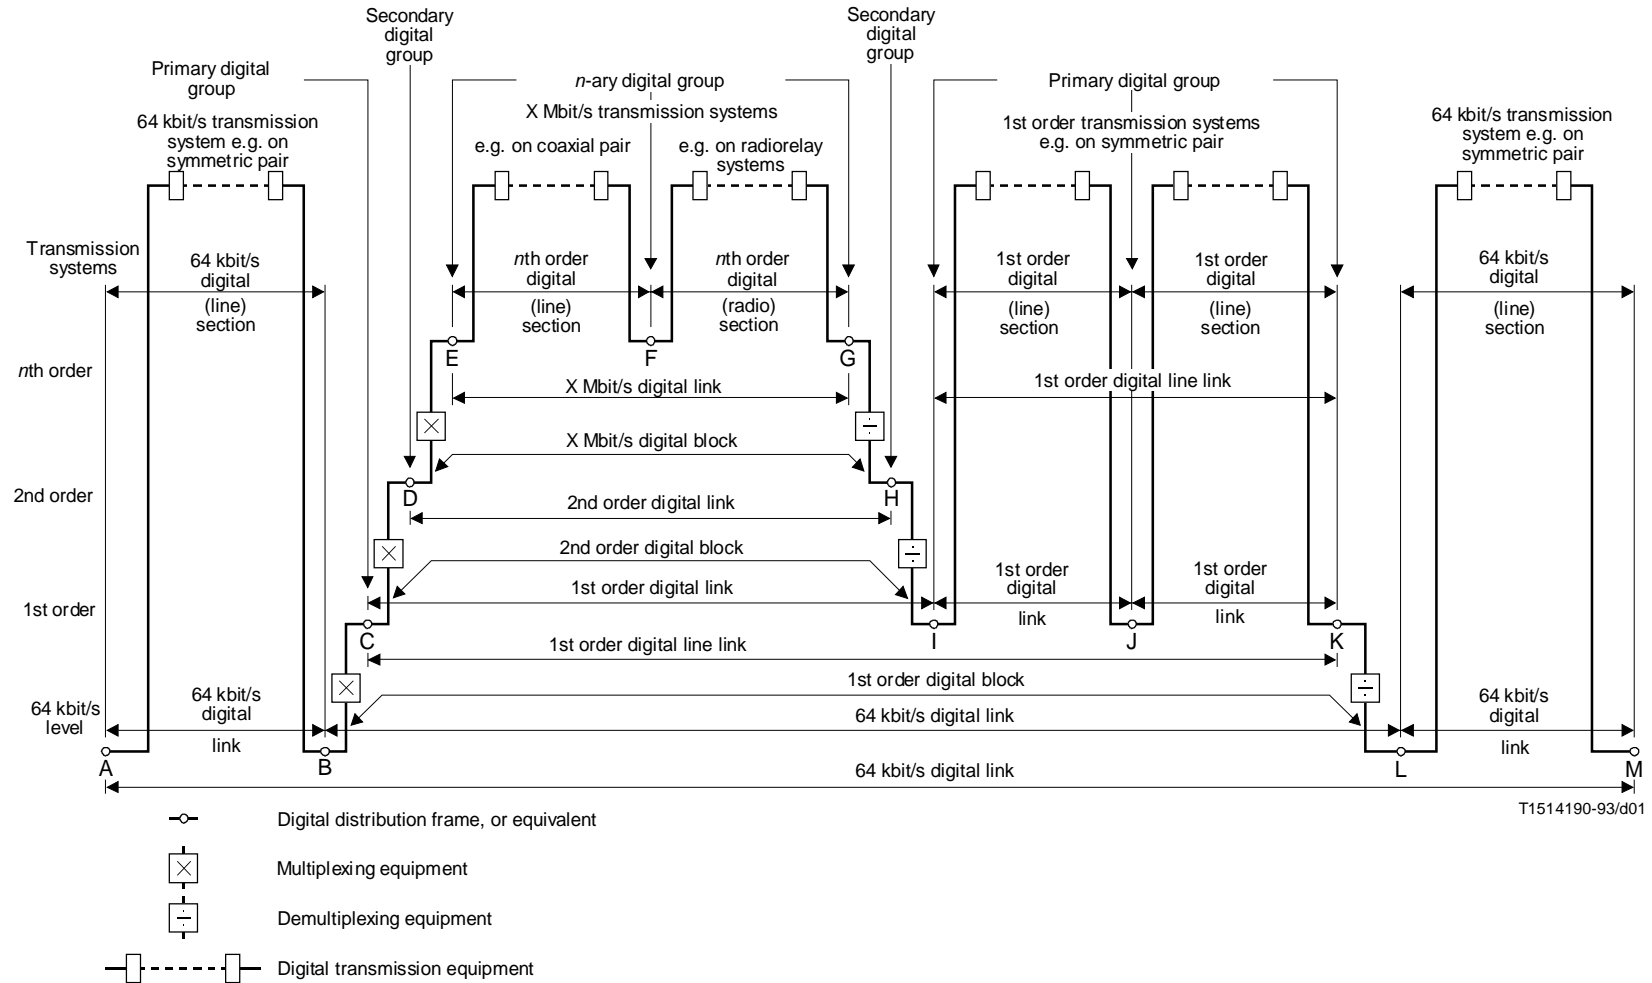 Secondary
digital
group
Secondary
digital
group
Primary digital
group
n-ary digital group
Primary digital group
X Mbit/s transmission systems
64 kbit/s transmission
system e.g. on
symmetric pair
e.g. on coaxial pair
e.g. on radiorelay
systems
1st order transmission systems
e.g. on symmetric pair
64 kbit/s transmission
system e.g. on
symmetric pair
Transmission
systems
64 kbit/s
digital
(line)
section
nth order
digital
(line)
section
nth order
digital
(radio)
section
1st order
digital
(line)
section
1st order
digital
(line)
section
64 kbit/s
digital
(line)
section
E
F
G
nth order
X Mbit/s digital link
1st order digital line link
X Mbit/s digital block
2nd order
D
H
2nd order digital link
2nd order digital block
1st order
1st order digital link
1st order
digital
link
1st order
digital
link
C
I
J
K
1st order digital line link
1st order digital block
64 kbit/s
level
64 kbit/s
digital
link
64 kbit/s digital link
64 kbit/s
digital
link
A
B
L
M
64 kbit/s digital link
T1514190-93/d01
Digital distribution frame, or equivalent
Multiplexing equipment
Demultiplexing equipment
Digital transmission equipment